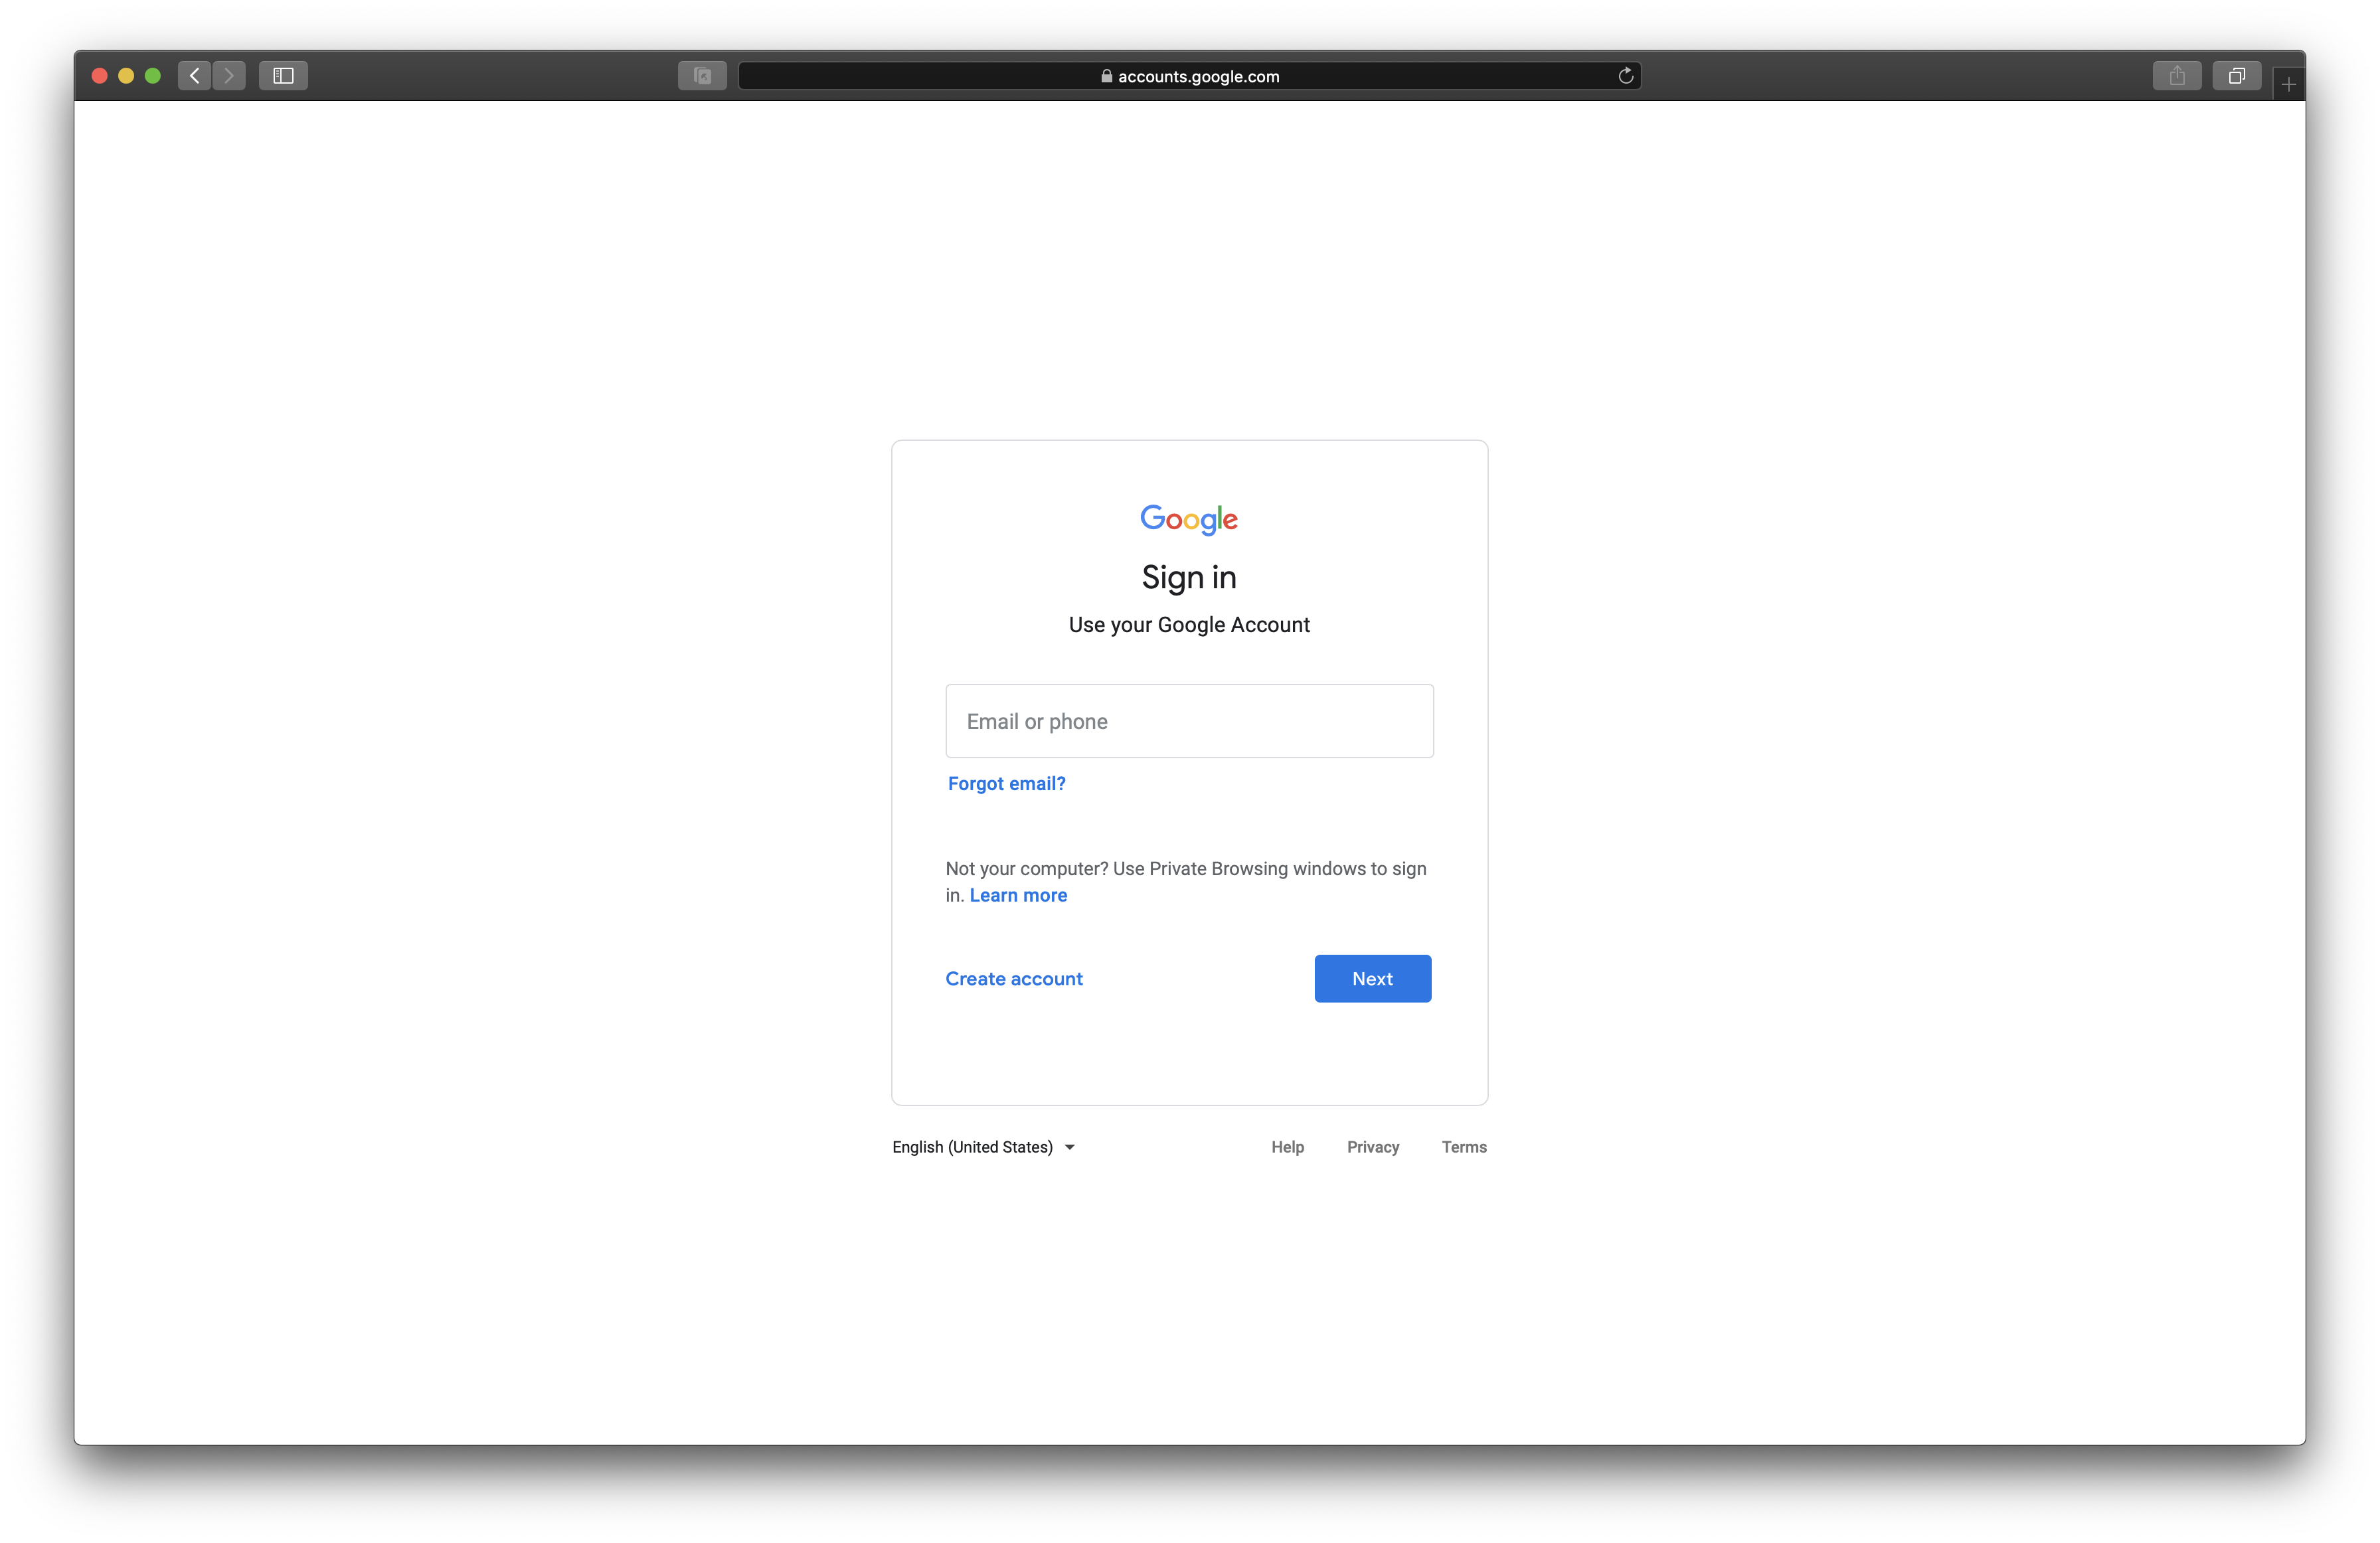 accounts.google.com
Google
Sign in
Use your Google Account
Email or phone
Forgot email?
Not your computer? Use Private Browsing windows to sign
in. Learn more
Create account
Next
English (United States)
Help
Privacy
Terms